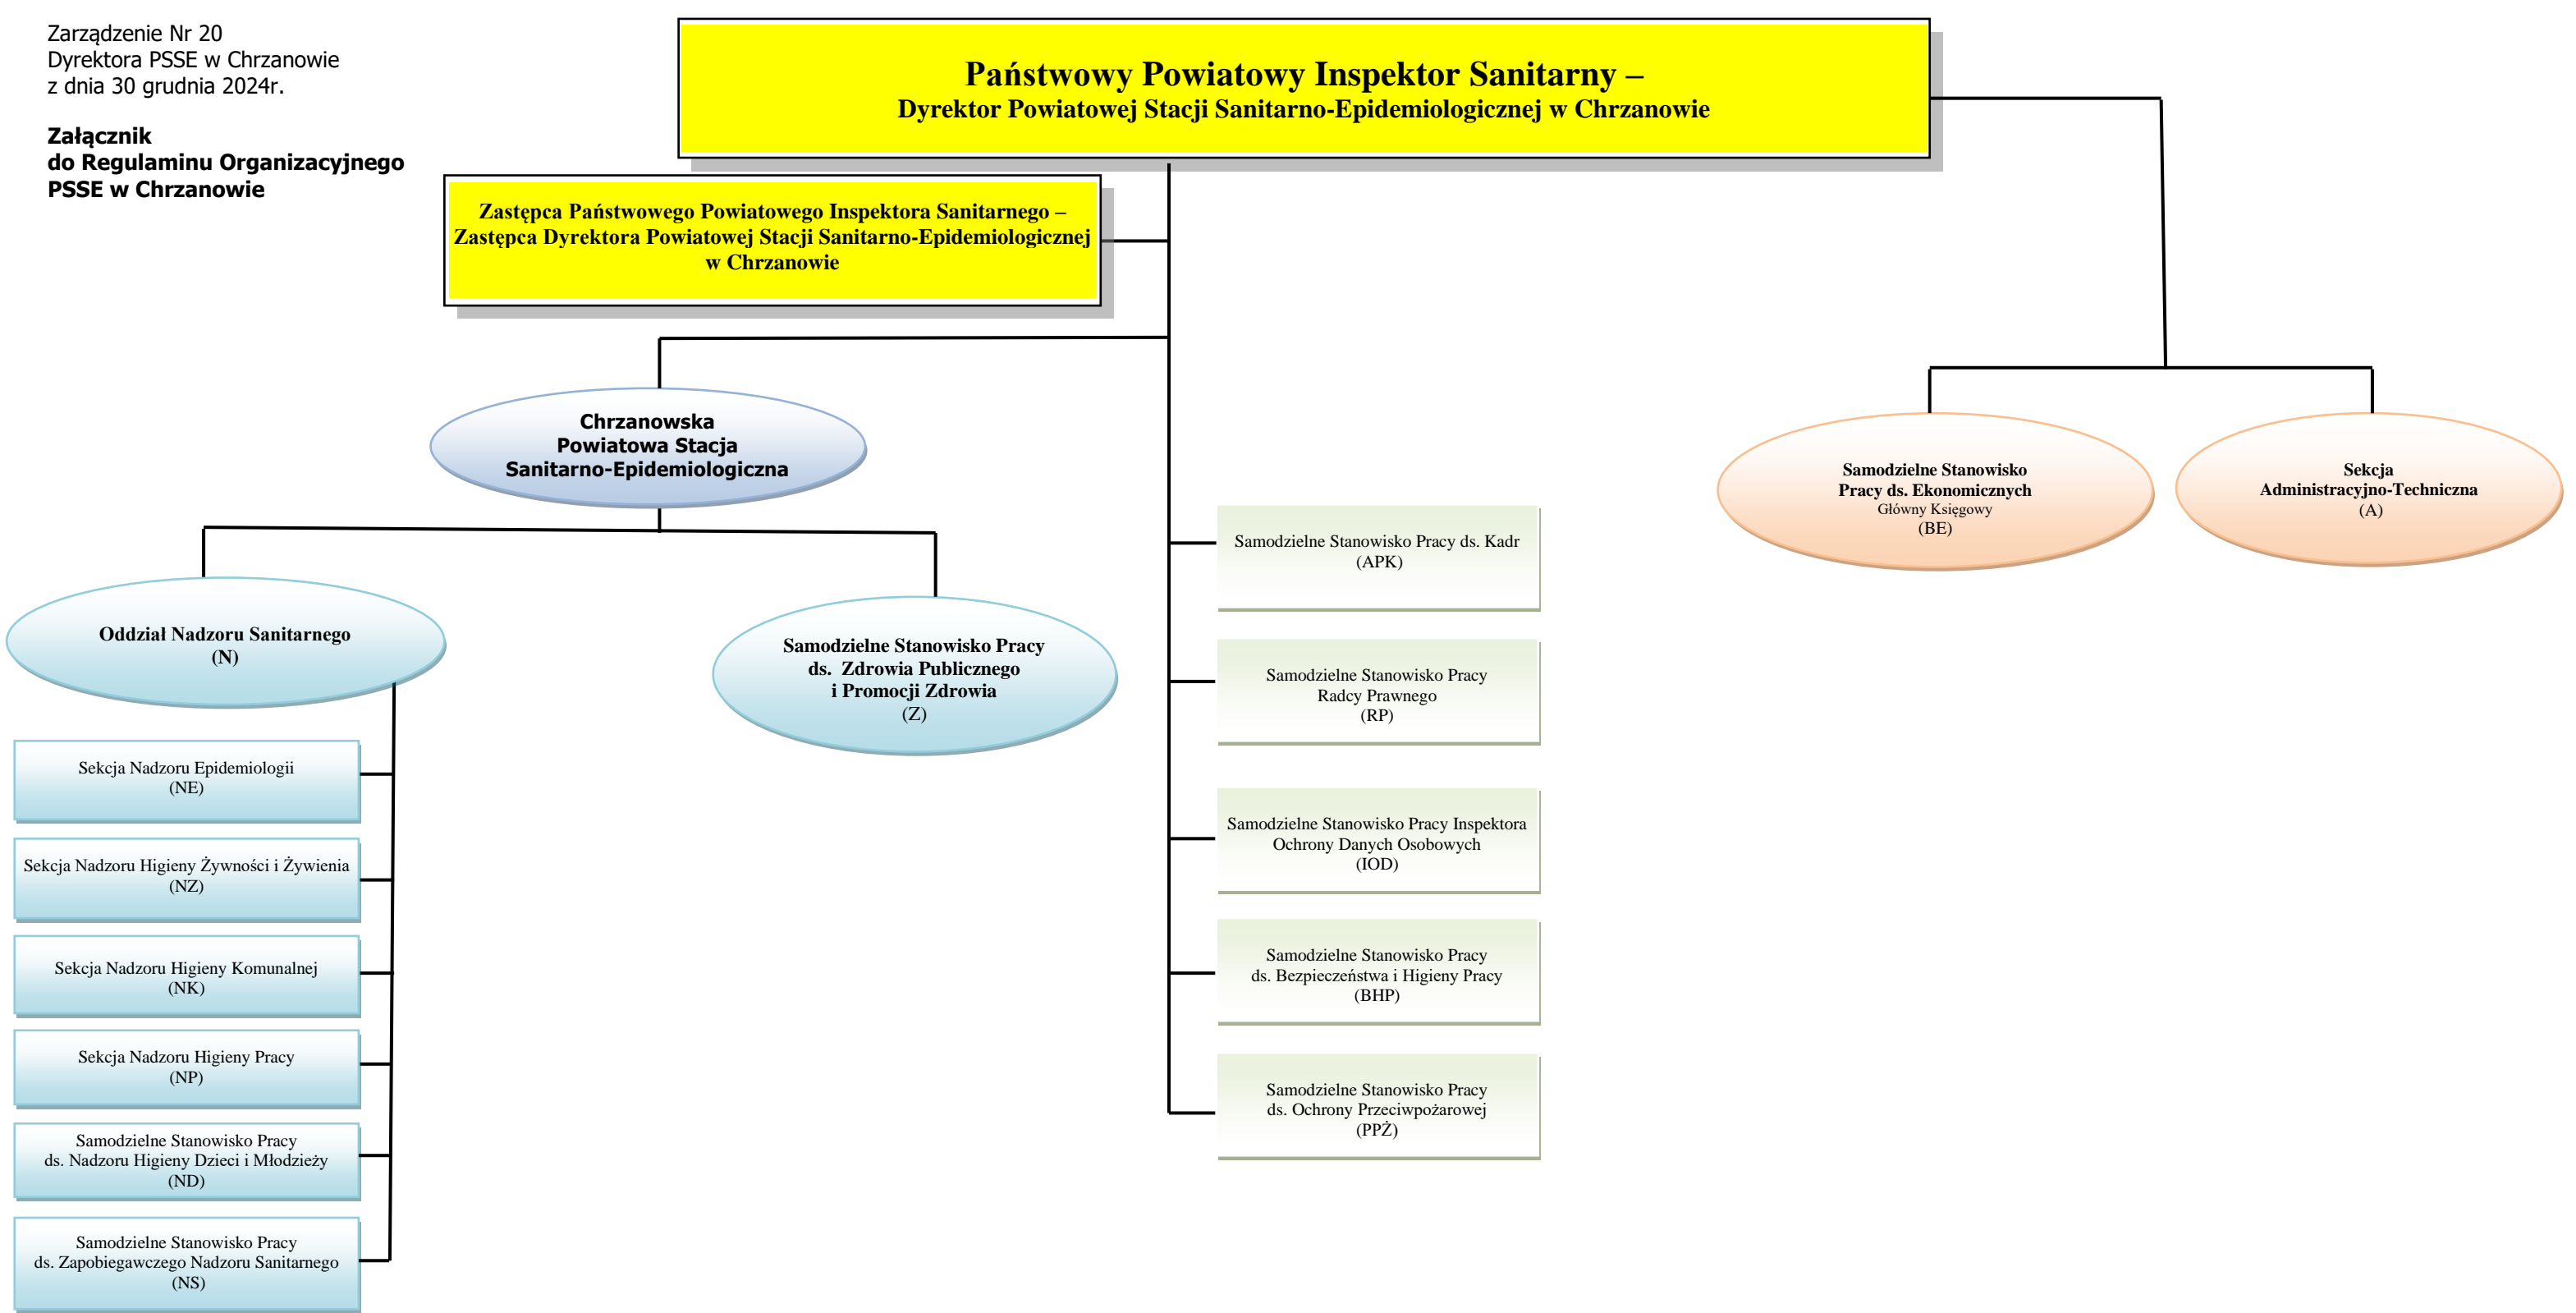 Zarządzenie Nr 20
Dyrektora PSSE w Chrzanowie
z dnia 30 grudnia 2024r.
Załącznik
do Regulaminu Organizacyjnego
PSSE w Chrzanowie
Państwowy Powiatowy Inspektor Sanitarny –
Dyrektor Powiatowej Stacji Sanitarno-Epidemiologicznej w Chrzanowie
Zastępca Państwowego Powiatowego Inspektora Sanitarnego –
Zastępca Dyrektora Powiatowej Stacji Sanitarno-Epidemiologicznej
w Chrzanowie
Chrzanowska
Powiatowa Stacja
Sanitarno-Epidemiologiczna
Samodzielne Stanowisko
Pracy ds. Ekonomicznych
Główny Księgowy
(BE)
Sekcja
Administracyjno-Techniczna
(A)
Oddział Nadzoru Sanitarnego
(N)
Samodzielne Stanowisko Pracy
ds. Zdrowia Publicznego
i Promocji Zdrowia
(Z)
Sekcja Nadzoru Epidemiologii
(NE)
Sekcja Nadzoru Higieny Żywności i Żywienia
(NZ)
Sekcja Nadzoru Higieny Komunalnej
(NK)
Sekcja Nadzoru Higieny Pracy
(NP)
Samodzielne Stanowisko Pracy
ds. Nadzoru Higieny Dzieci i Młodzieży
(ND)
Samodzielne Stanowisko Pracy
ds. Zapobiegawczego Nadzoru Sanitarnego
(NS)
Samodzielne Stanowisko Pracy ds. Kadr
(APK)
Samodzielne Stanowisko Pracy
Radcy Prawnego
(RP)
Samodzielne Stanowisko Pracy Inspektora
Ochrony Danych Osobowych
(IOD)
Samodzielne Stanowisko Pracy
ds. Bezpieczeństwa i Higieny Pracy
(BHP)
Samodzielne Stanowisko Pracy
ds. Ochrony Przeciwpożarowej
(PPŻ)